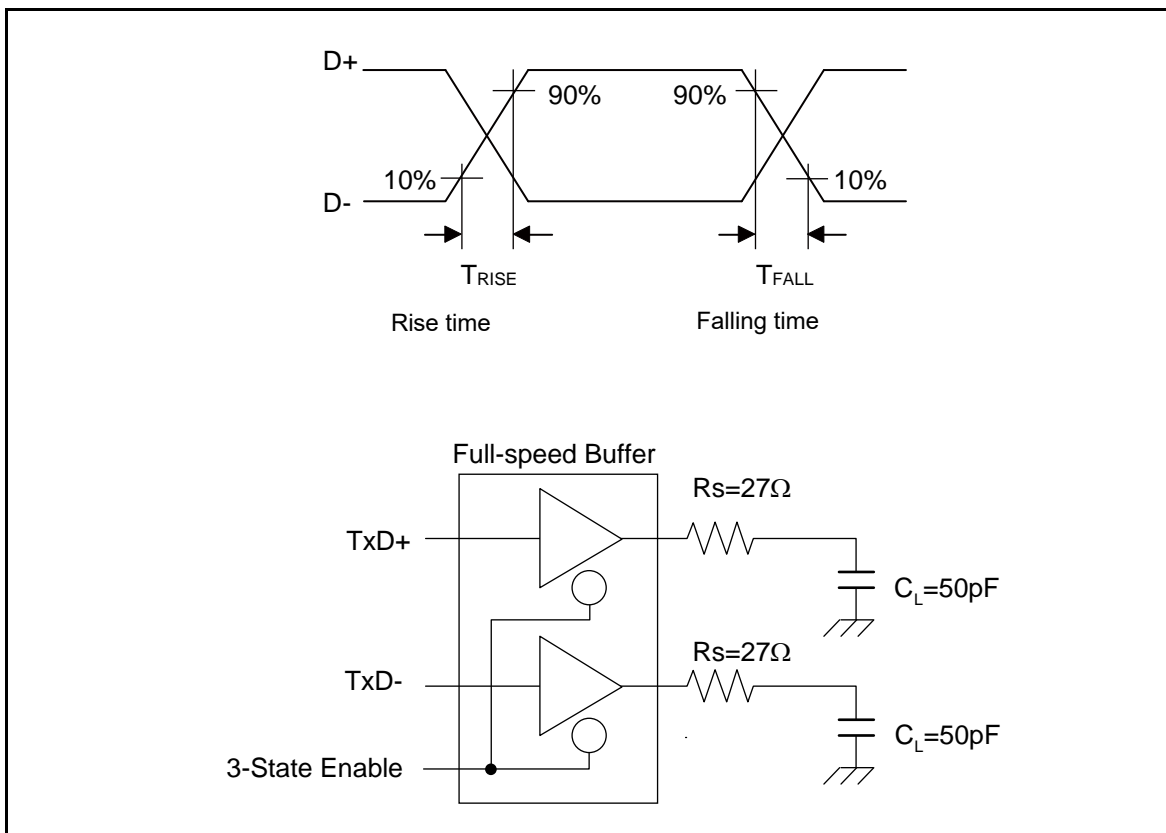 D+
90%
90%
10%
10%
D-
TRISE
TFALL
Rise time
Falling time
Full-speed Buffer
Rs=27Ω
TxD+
CL=50pF
Rs=27Ω
TxD-
CL=50pF
3-State Enable